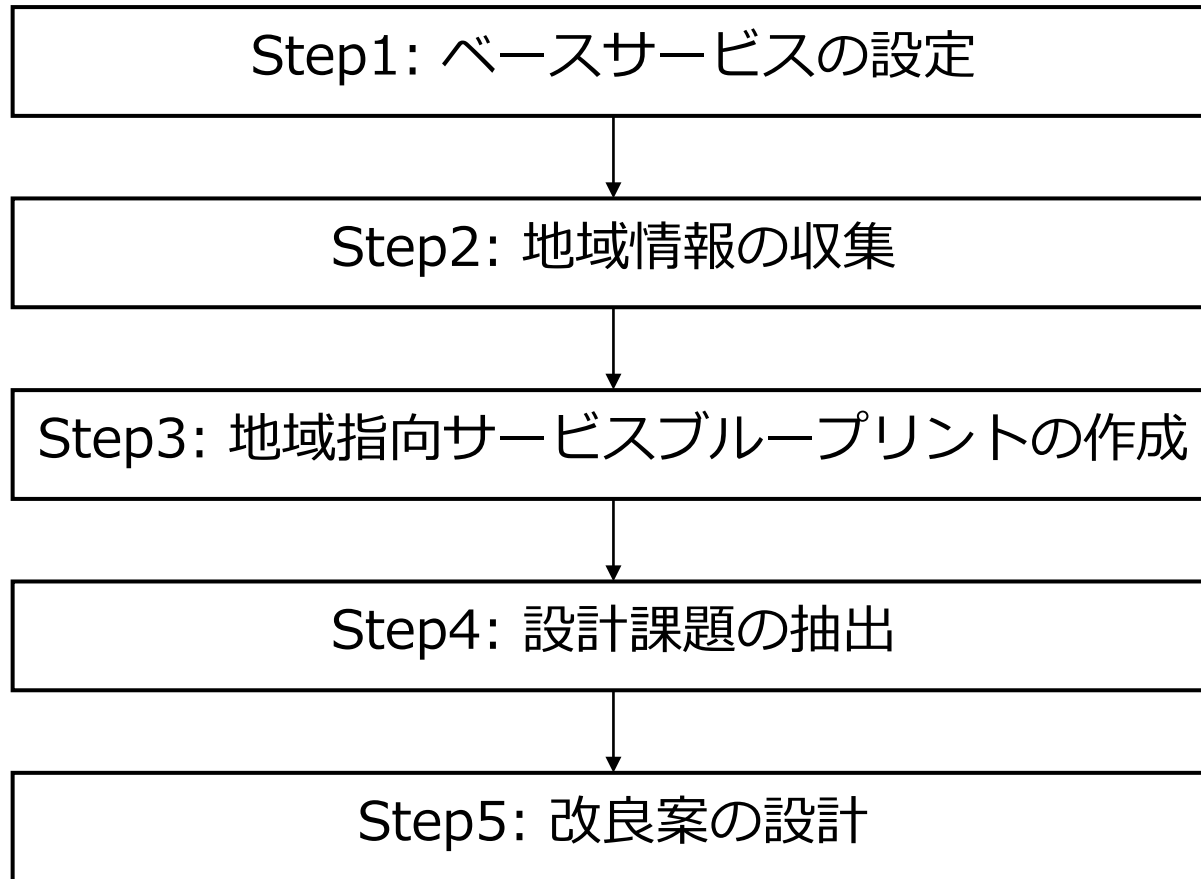 Step1: ベースサービスの設定
Step2: 地域情報の収集
Step3: 地域指向サービスブループリントの作成
Step4: 設計課題の抽出
Step5: 改良案の設計